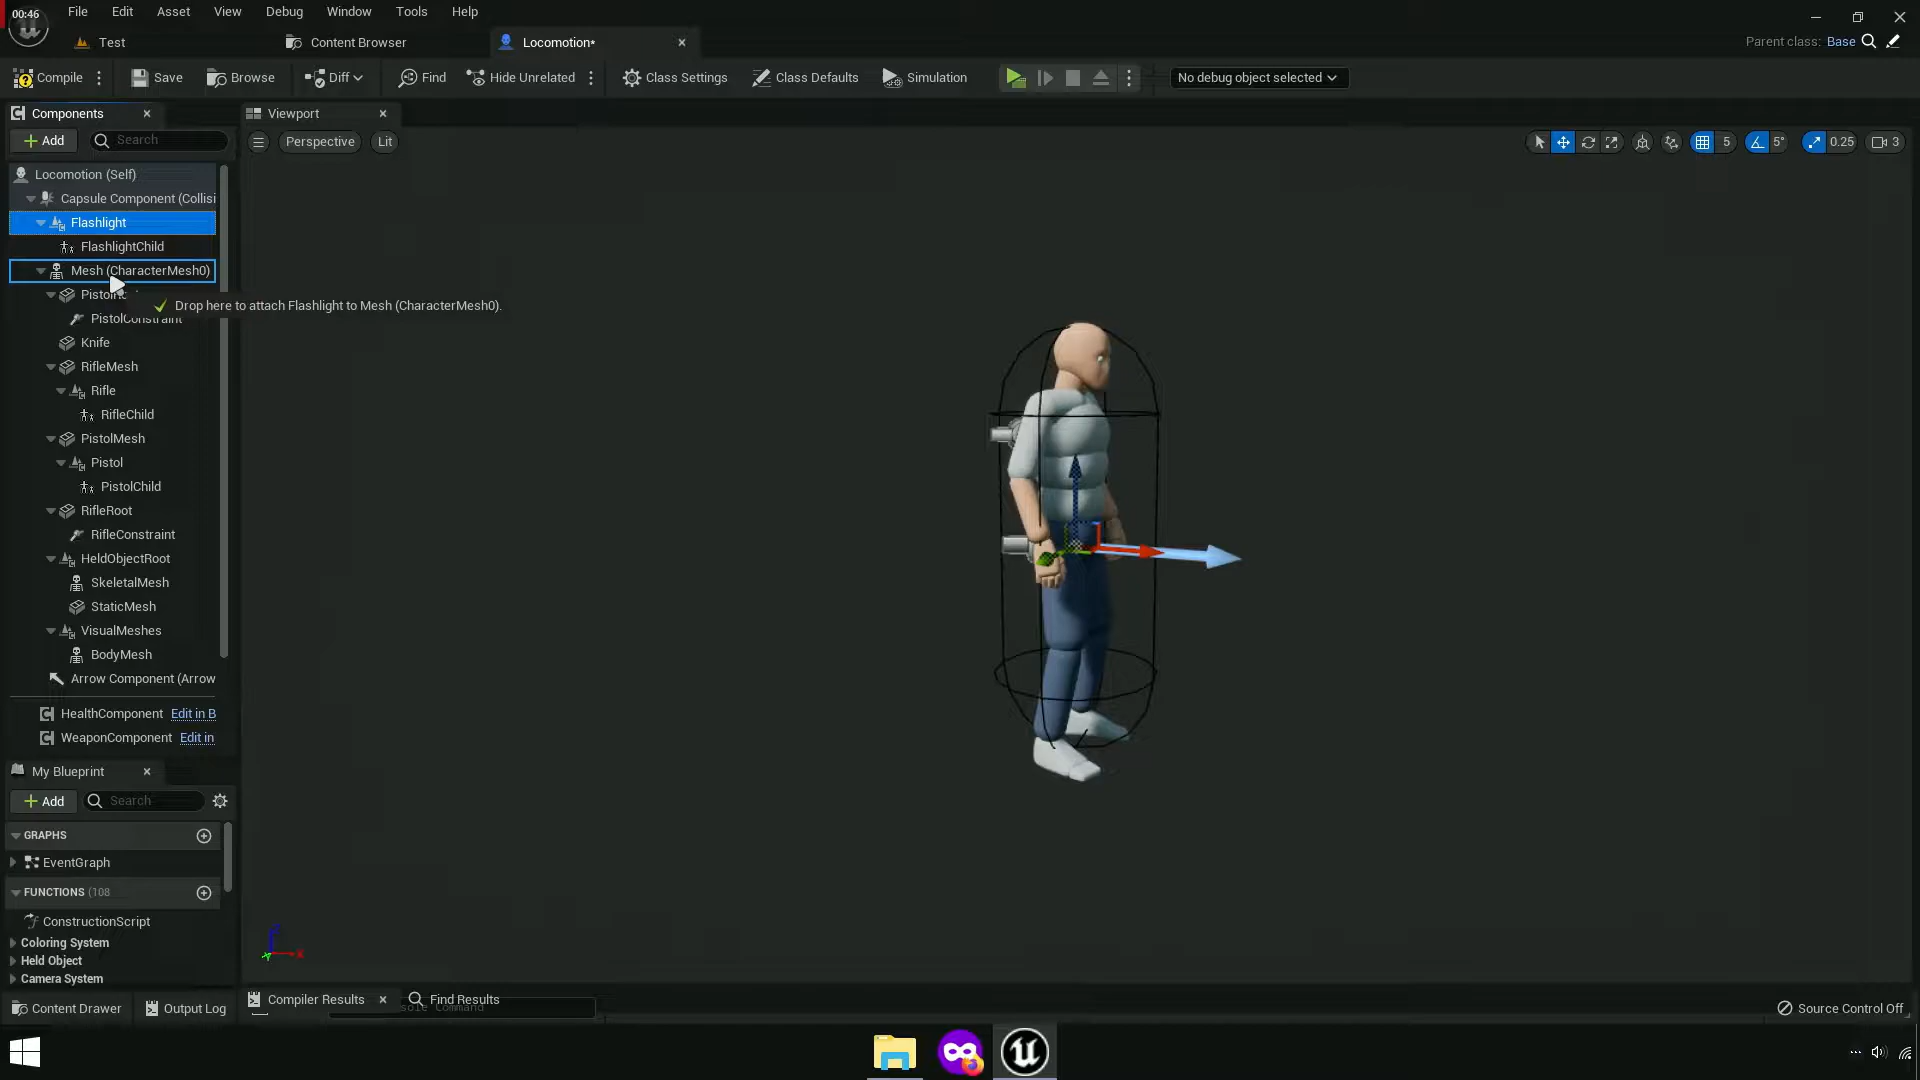 00:46
File Edit Asset View Debug Window Tools Help
Test
Content Browser
Locomotion*
Parent class: Base
Compile
Save
Browse
Diff
Find
Hide Unrelated
Class Settings
Class Defaults
Simulation
No debug object selected
Components
Viewport
Add
Search
Perspective
Lit
5
5°
0.25
3
Locomotion (Self)
Capsule Component (Collisi
Flashlight
FlashlightChild
Mesh (CharacterMesh0)
Drop here to attach Flashlight to Mesh (CharacterMesh0).
PistolConstraint
Knife
RifleMesh
Rifle
RifleChild
PistolMesh
Pistol
PistolChild
RifleRoot
RifleConstraint
HeldObjectRoot
SkeletalMesh
StaticMesh
VisualMeshes
BodyMesh
Arrow Component (Arrow
HealthComponent Edit in B
WeaponComponent Edit in
My Blueprint
Add
Search
GRAPHS
EventGraph
FUNCTIONS (108
ConstructionScript
Coloring System
Held Object
Camera System
X
Compiler Results
Find Results
Content Drawer
Output Log
Command
Source Control Off